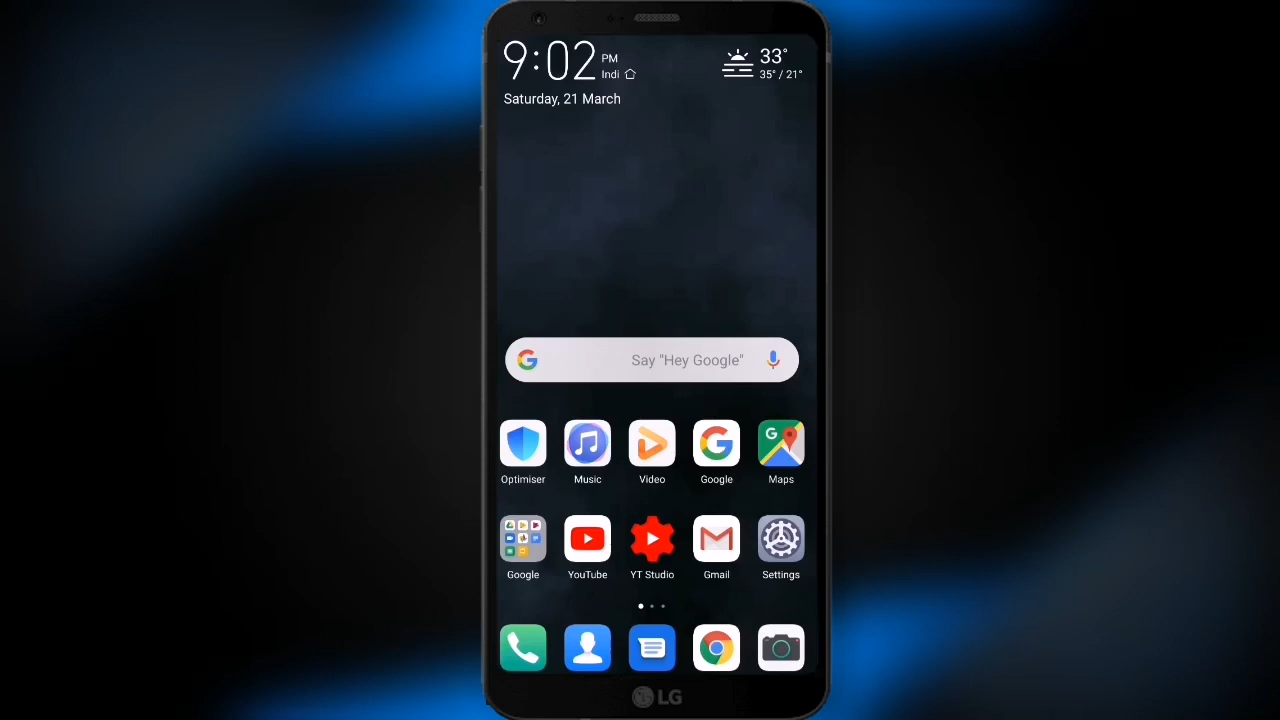 9:02 PM
Indi
Saturday, 21 March
33°
35° / 21°
Say "Hey Google"
Optimiser
Music
Video
Google
Maps
Google
YouTube
YT Studio
Gmail
Settings
LG